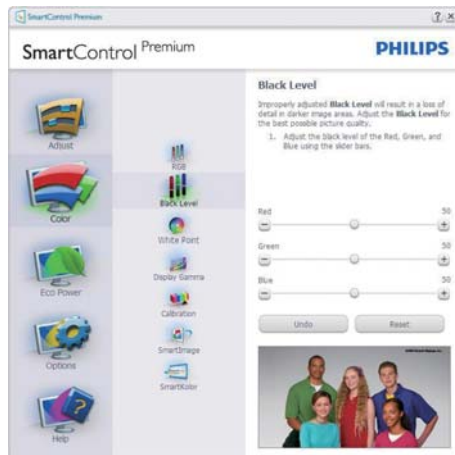 SmartControl Premium
SmartControl Premium
PHILIPS
Adjust
Color
Eco Power
Options
Help
RGB
Black Level
White Point
Display Gamma
Calibration
SmartImage
SmartKolor
Black Level
Improperly adjusted Black Level will result in a loss of
detail in darker image areas. Adjust the Black Level for
the best possible picture quality.
1. Adjust the black level of the Red, Green, and
Blue using the slider bars.
Red 50
Green 50
Blue 50
Undo Reset